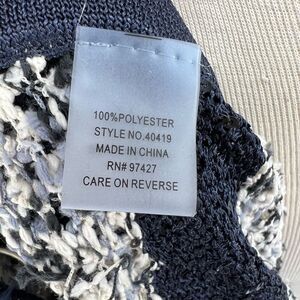 100%POLYESTER
STYLE NO.40419
MADE IN CHINA
RN# 97427
CARE ON REVERSE